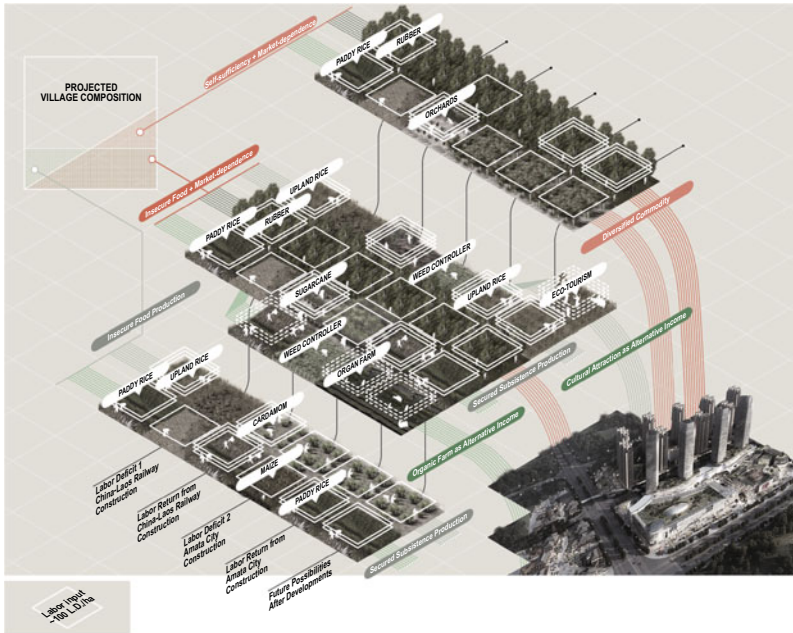 PROJECTED
VILLAGE COMPOSITION
Self-sufficiency + Market-dependence
PADDY RICE
RUBBER
ORCHARDS
Diversified Commodity
Insecure Food + Market-dependence
UPLAND RICE
PADDY RICE
RUBBER
SUGARCANE
WEED CONTROLLER
UPLAND RICE
ECO-TOURISM
WEED CONTROLLER
ORGAN FARM
Cultural Attraction as Alternative Income
Secured Subsistence Production
Organic Farm as Alternative Income
Insecure Food Production
PADDY RICE
UPLAND RICE
CARDAMOM
MAIZE
PADDY RICE
Secured Subsistence Production
Labor Deficit 1
China-Laos Railway
Construction
Labor Return from
China-Laos Railway
Construction
Labor Deficit 2
Amata City
Construction
Labor Return from
Amata City
Construction
Future Possibilities
After Developments
Labor input
~100 L.D./ha